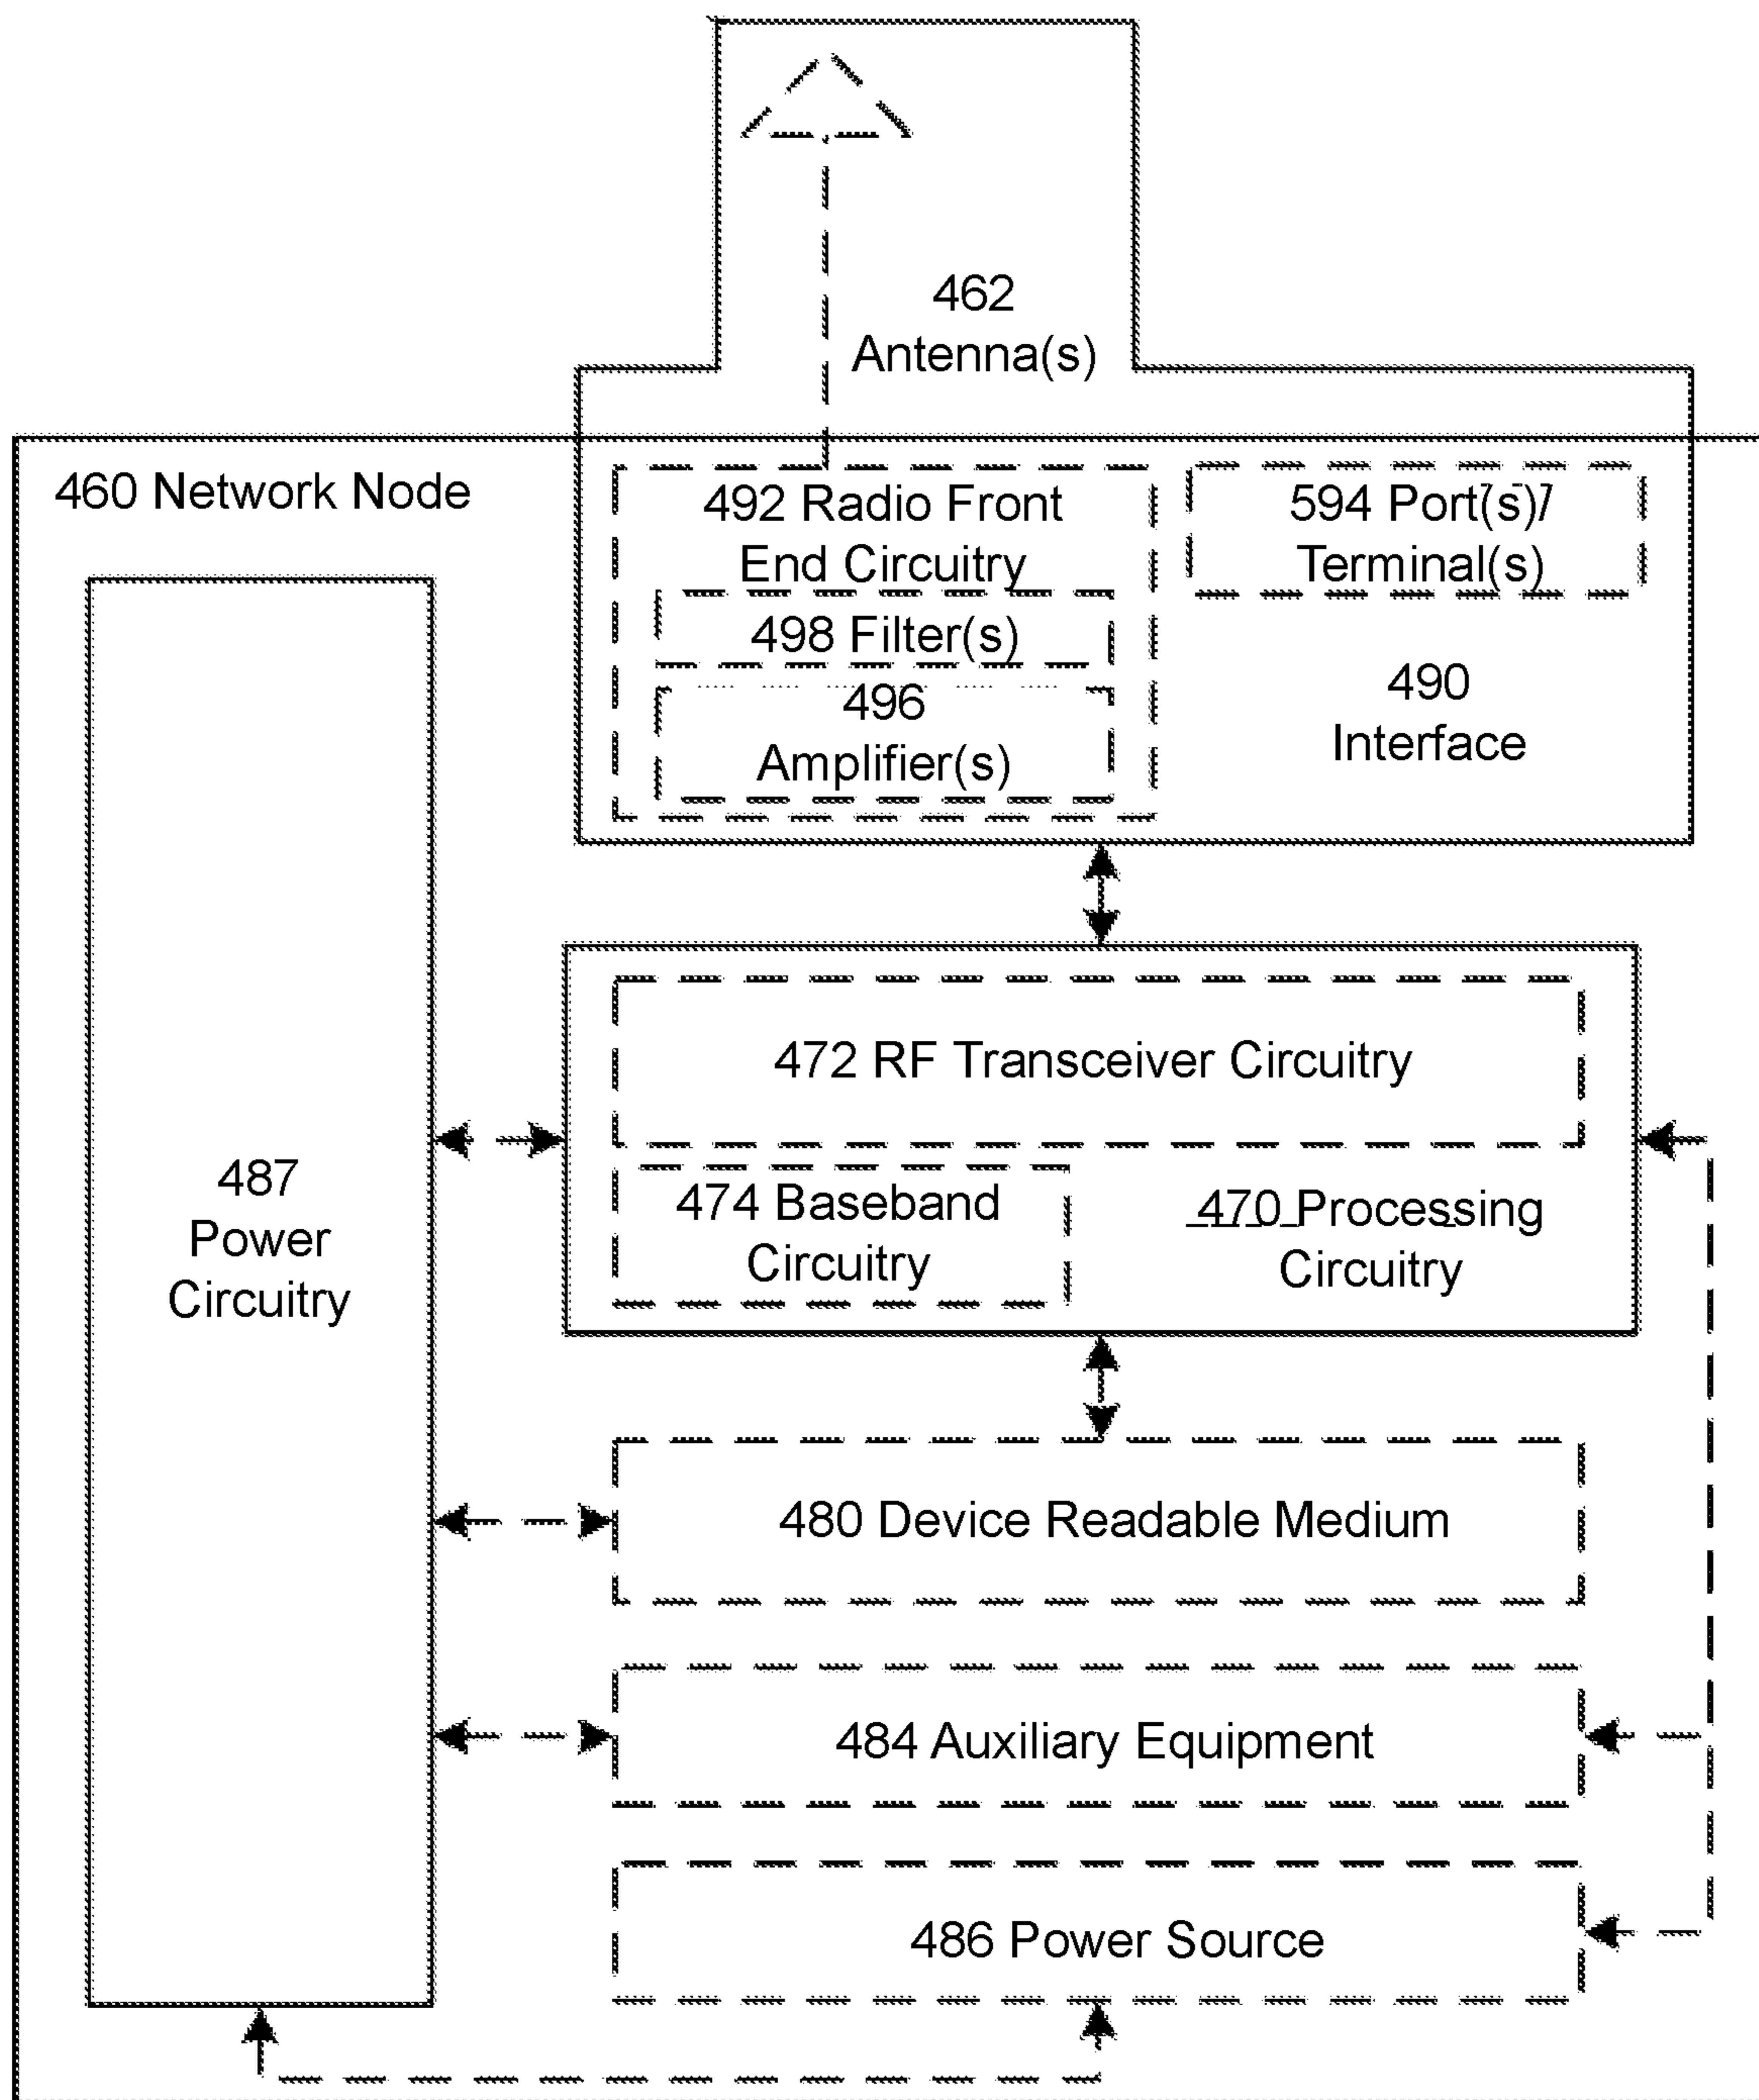 462
Antenna(s)
460 Network Node
492 Radio Front
End Circuitry
594 Port(s)/
Terminal(s)
498 Filter(s)
496
Amplifier(s)
490
Interface
472 RF Transceiver Circuitry
474 Baseband
Circuitry
470 Processing
Circuitry
487
Power
Circuitry
480 Device Readable Medium
484 Auxiliary Equipment
486 Power Source